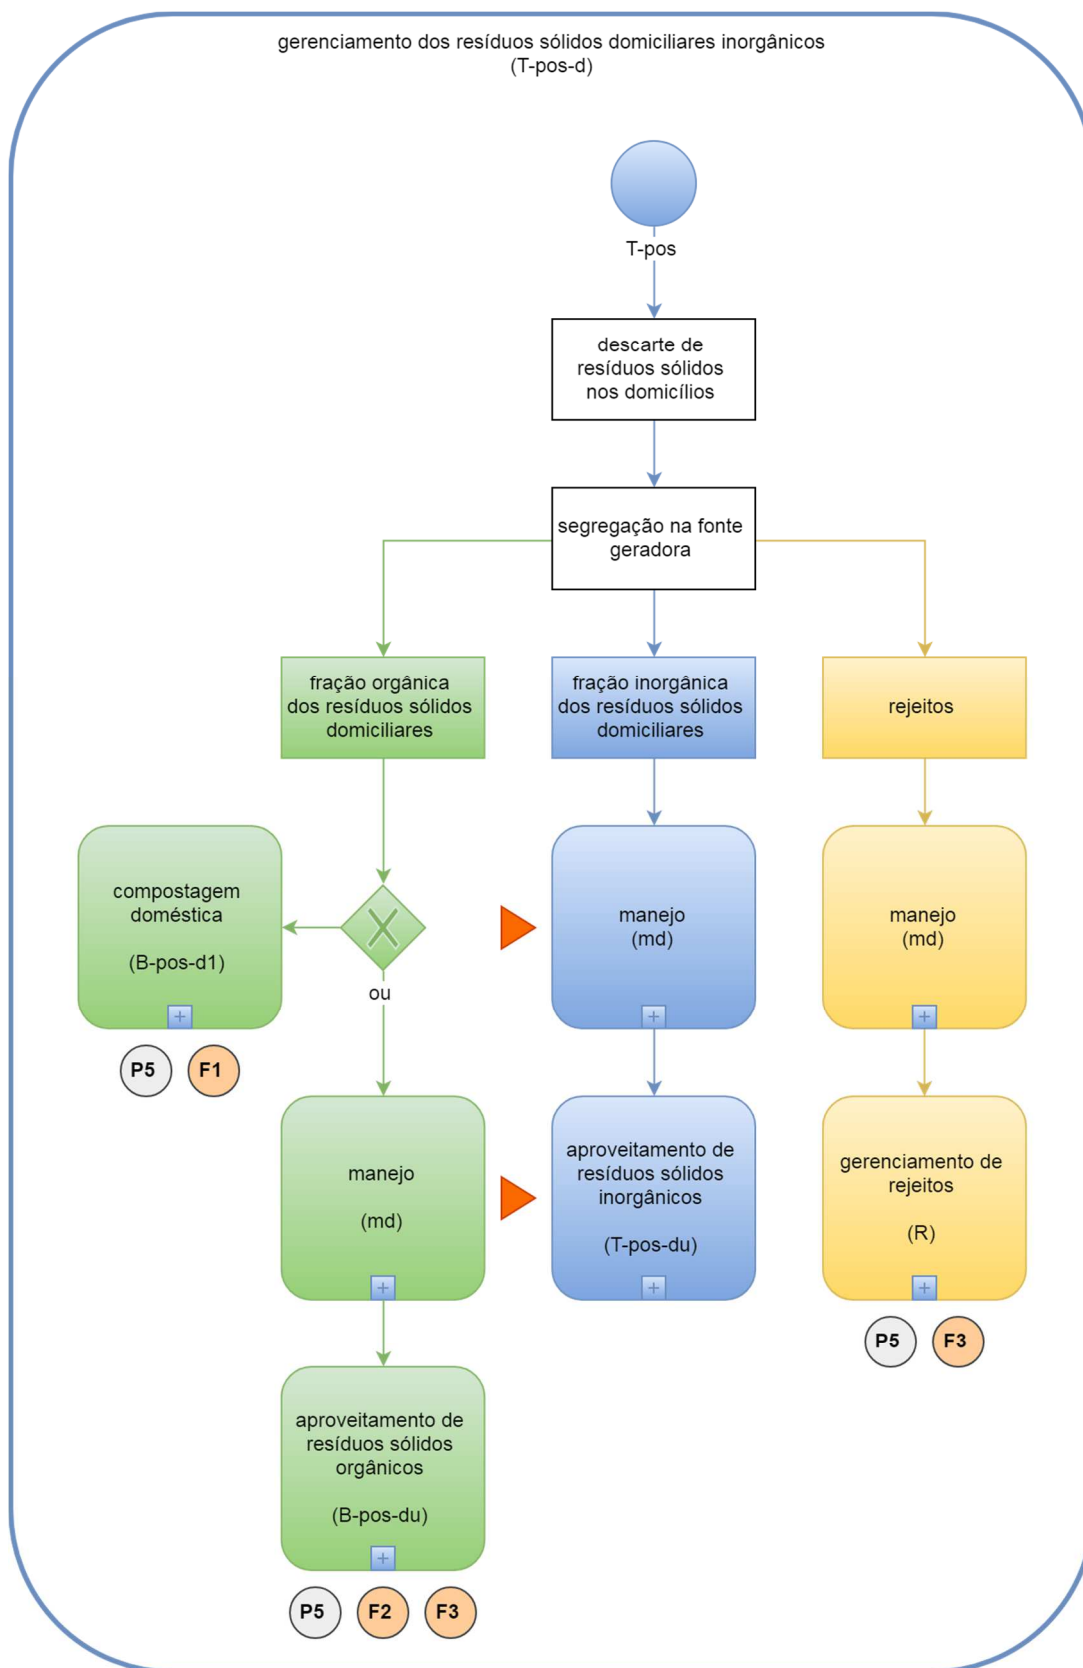 gerenciamento dos resíduos sólidos domiciliares inorgânicos
(T-pos-d)
T-pos
descarte de
resíduos sólidos
nos domicílios
segregação na fonte
geradora
fração orgânica
dos resíduos sólidos
domiciliares
fração inorgânica
dos resíduos sólidos
domiciliares
rejeitos
compostagem
doméstica
(B-pos-d1)
P5
F1
ou
manejo
(md)
manejo
(md)
manejo
(md)
aproveitamento de
resíduos sólidos
inorgânicos
(T-pos-du)
gerenciamento de
rejeitos
(R)
P5
F3
aproveitamento de
resíduos sólidos
orgânicos
(B-pos-du)
P5
F2
F3